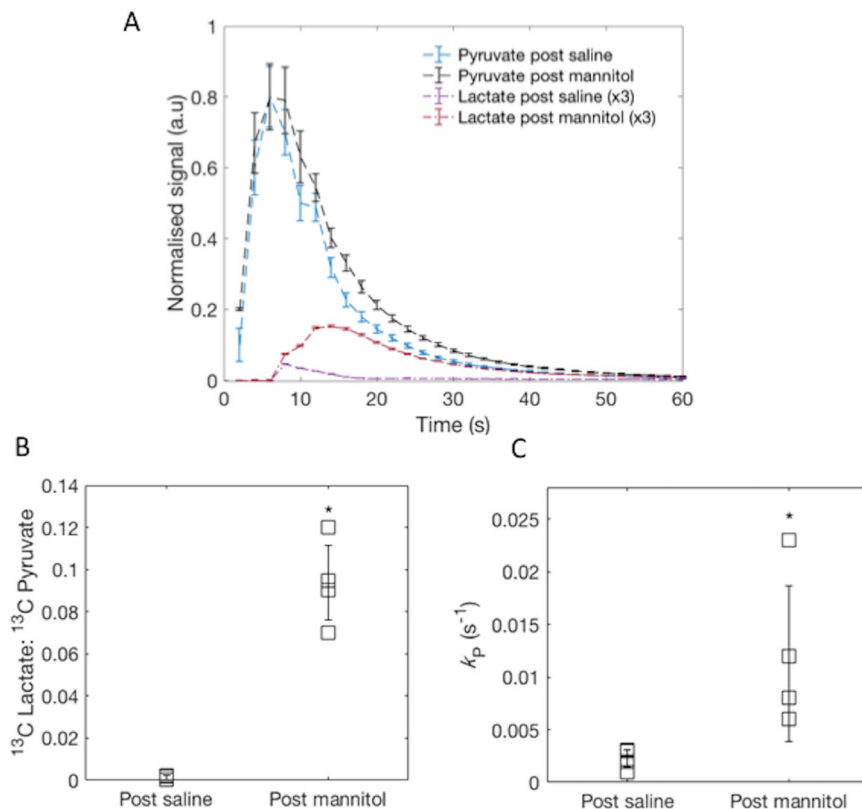 A
Normalised signal (a.u)
1
0.8
0.6
0.4
0.2
0
Pyruvate post saline
Pyruvate post mannitol
Lactate post saline (x3)
Lactate post mannitol (x3)
0 10 20 30 40 50 60
Time (s)
B
¹³C Lactate: ¹³C Pyruvate
0.14
0.12
0.1
0.08
0.06
0.04
0.02
0
*
Post saline Post mannitol
C
kP (s⁻¹)
0.025
0.02
0.015
0.01
0.005
0
*
Post saline Post mannitol